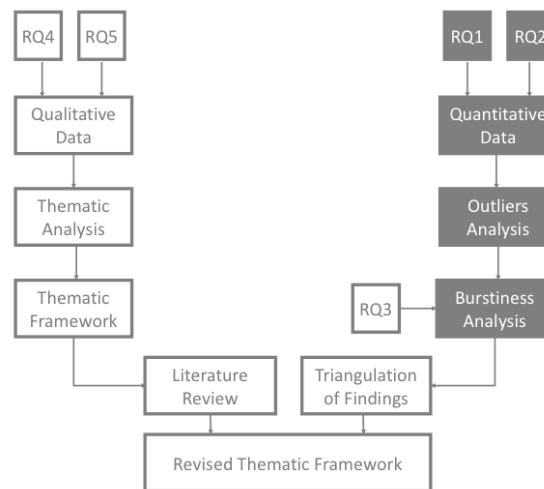 RQ4
RQ5
RQ1
RQ2
Qualitative
Data
Quantitative
Data
Thematic
Analysis
Outliers
Analysis
Thematic
Framework
RQ3
Burstiness
Analysis
Literature
Review
Triangulation
of Findings
Revised Thematic Framework